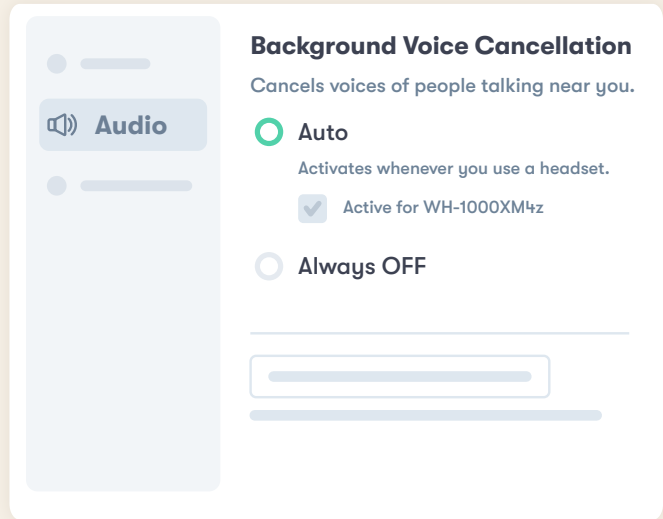 Background Voice Cancellation
Cancels voices of people talking near you.
Audio
Auto
Activates whenever you use a headset.
Active for WH-1000XM4z
Always OFF